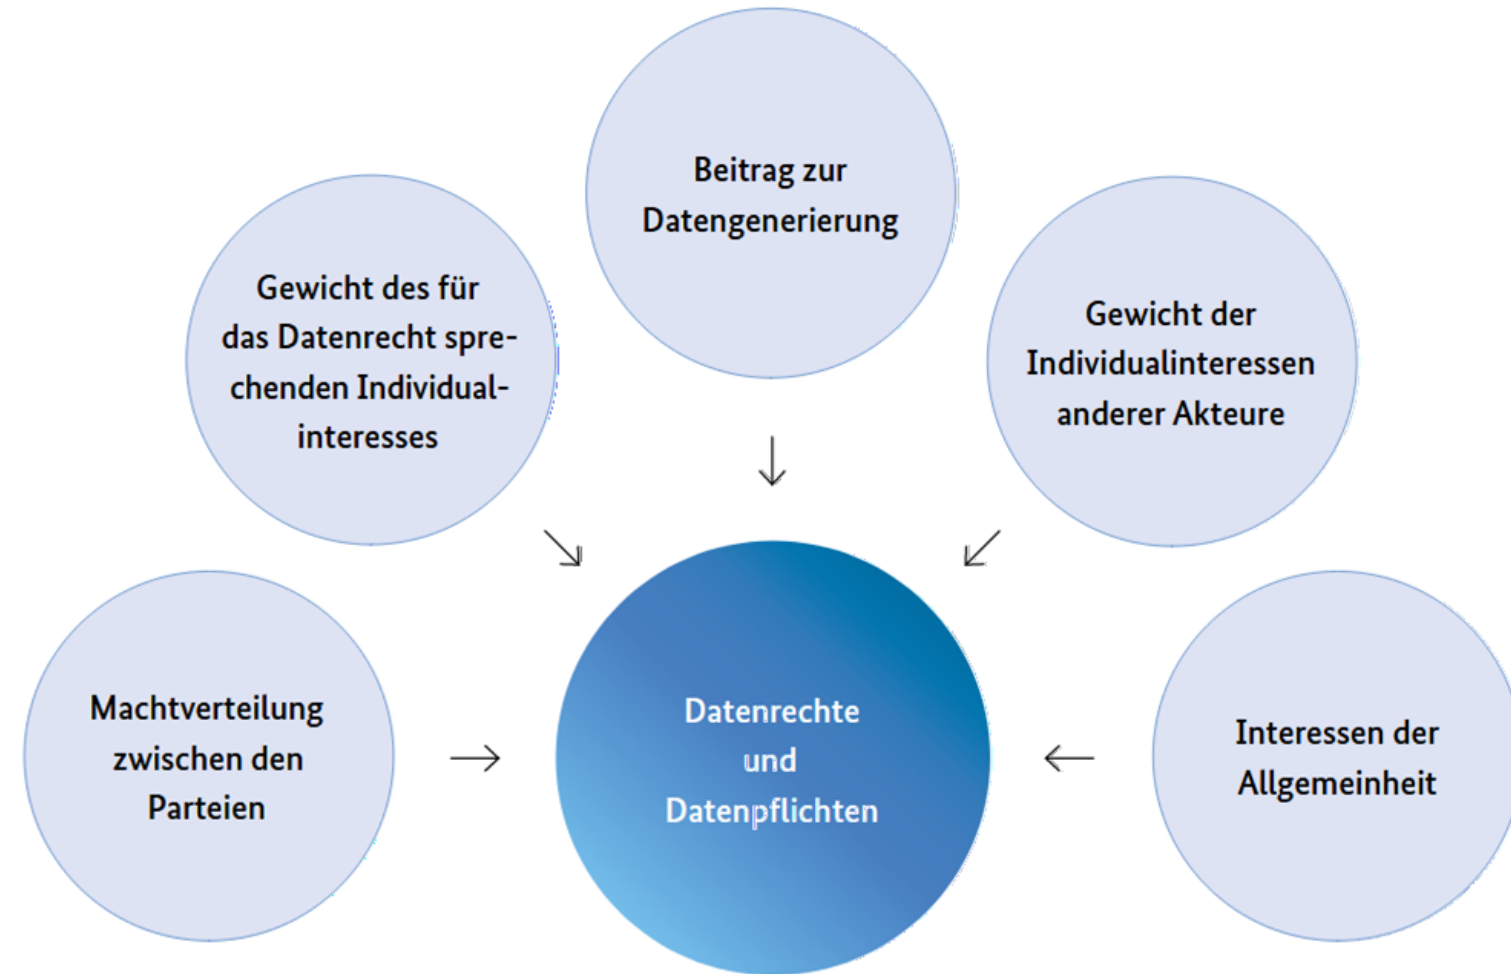 Beitrag zur
Datengenerierung
Gewicht des für
das Datenrecht spre-
chenden Individual-
interesses
Gewicht der
Individualinteressen
anderer Akteure
Machtverteilung
zwischen den
Parteien
Datenrechte
und
Datenpflichten
Interessen der
Allgemeinheit